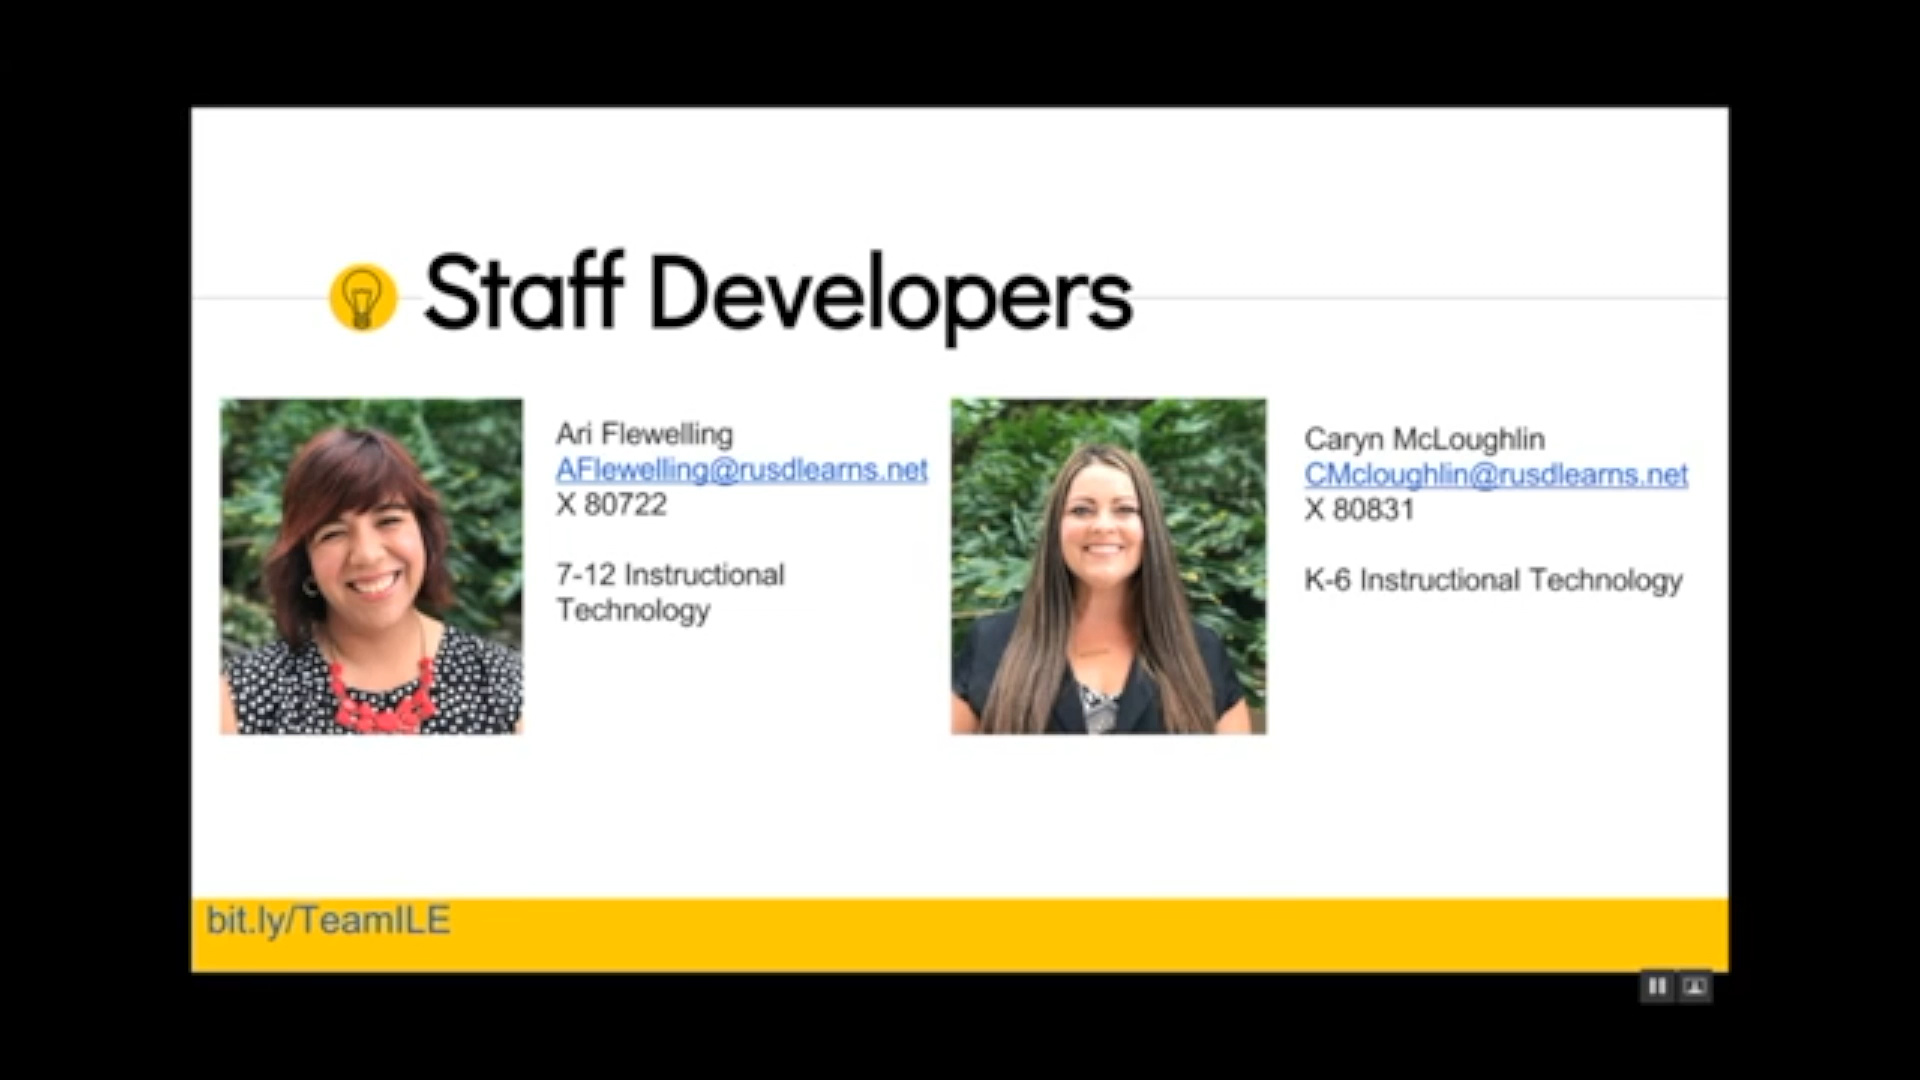 Staff Developers
Ari Flewelling
AFlewelling@rusdlearns.net
X 80722
7-12 Instructional
Technology
Caryn McLoughlin
CMcloughlin@rusdlearns.net
X 80831
K-6 Instructional Technology
bit.ly/TeamILE